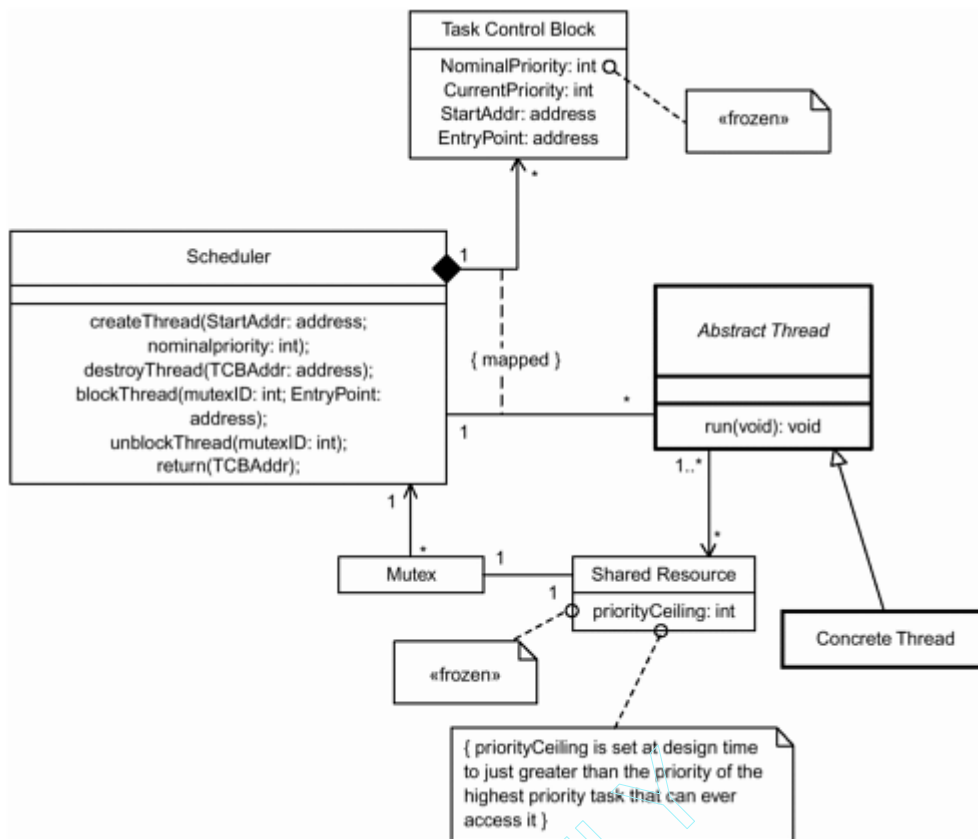 Task Control Block
NominalPriority: int
CurrentPriority: int
StartAddr: address
EntryPoint: address
«frozen»
*
Scheduler
1
createThread(StartAddr: address;
nominalpriority: int);
destroyThread(TCBAddr: address);
blockThread(mutexID: int; EntryPoint:
address);
unblockThread(mutexID: int);
return(TCBAddr);
{ mapped }
Abstract Thread
run(void): void
*
1
1..*
1
*
*
Mutex
1
1
Shared Resource
priorityCeiling: int
Concrete Thread
«frozen»
{ priorityCeiling is set at design time
to just greater than the priority of the
highest priority task that can ever
access it }